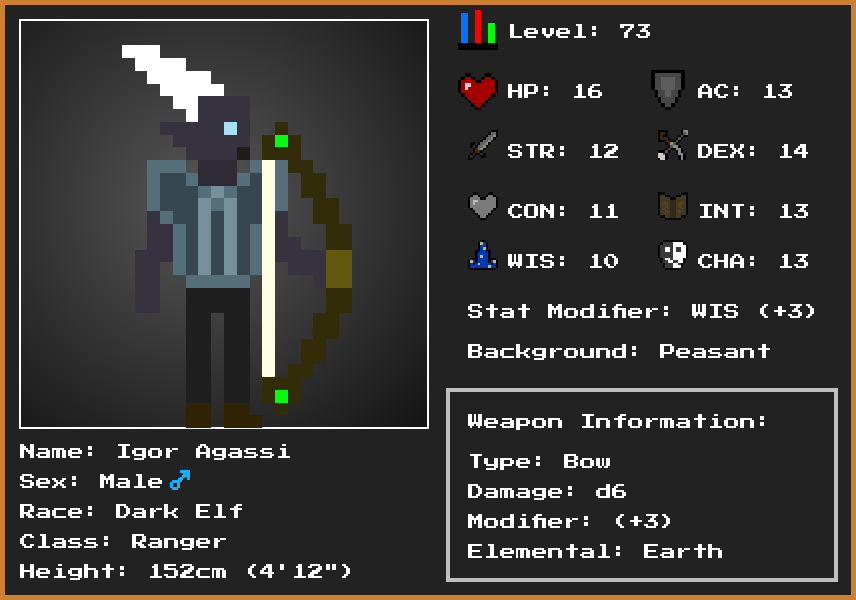 Level: 73
HP: 16 AC: 13
STR: 12 DEX: 14
CON: 11 INT: 13
WIS: 10 CHA: 13
Stat Modifier: WIS (+3)
Background: Peasant
Weapon Information:
Type: Bow
Damage: d6
Modifier: (+3)
Elemental: Earth
Name: Igor Agassi
Sex: Male♂
Race: Dark Elf
Class: Ranger
Height: 152cm (4'12")